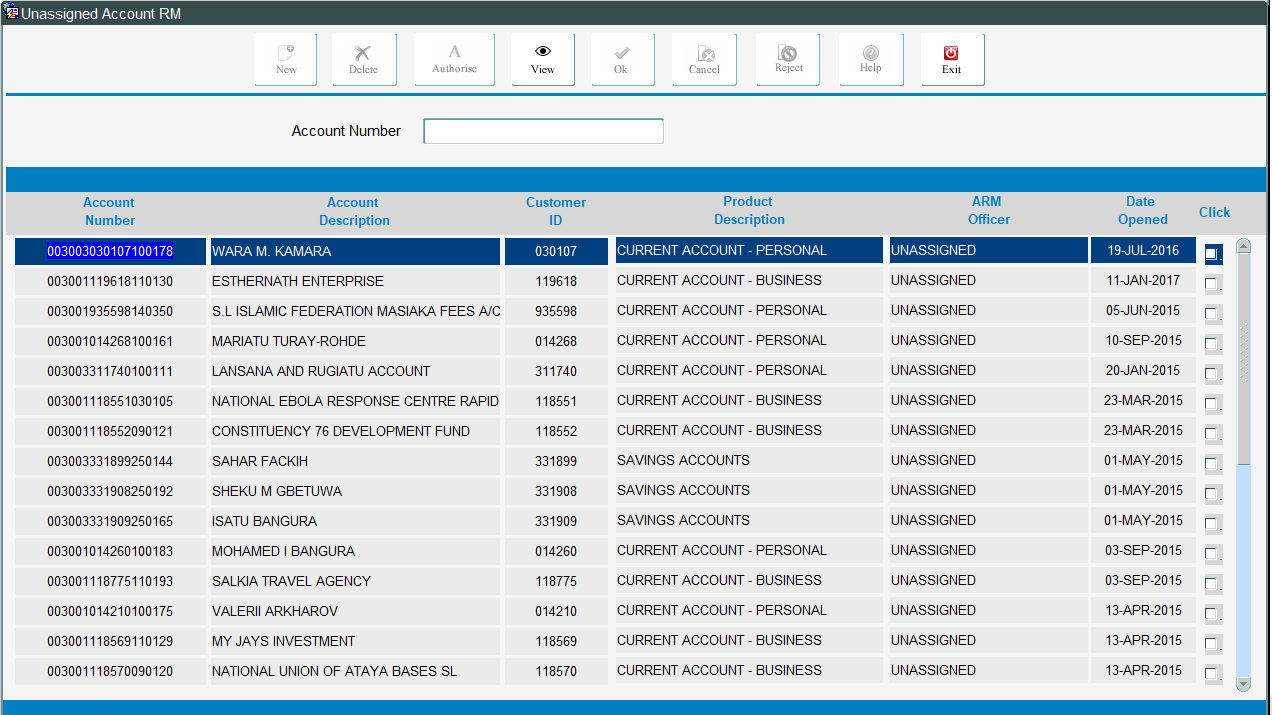 Unassigned Account RM
New Delete Authorise View Ok Cancel Reject Help Exit
Account Number
Account Account Customer Product ARM Date
Number Description ID Description Officer Opened Click
003003030107100178 WARA M. KAMARA 030107 CURRENT ACCOUNT - PERSONAL UNASSIGNED 19-JUL-2016
003001119618110130 ESTHERNATH ENTERPRISE 119618 CURRENT ACCOUNT - BUSINESS UNASSIGNED 11-JAN-2017
003001935598140350 S.L ISLAMIC FEDERATION MASIAKA FEES A/C 935598 CURRENT ACCOUNT - PERSONAL UNASSIGNED 05-JUN-2015
003001014268100161 MARIATU TURAY-ROHDE 014268 CURRENT ACCOUNT - PERSONAL UNASSIGNED 10-SEP-2015
003003311740100111 LANSANA AND RUGIATU ACCOUNT 311740 CURRENT ACCOUNT - PERSONAL UNASSIGNED 20-JAN-2015
003001118551030105 NATIONAL EBOLA RESPONSE CENTRE RAPID 118551 CURRENT ACCOUNT - BUSINESS UNASSIGNED 23-MAR-2015
003001118552090121 CONSTITUENCY 76 DEVELOPMENT FUND 118552 CURRENT ACCOUNT - BUSINESS UNASSIGNED 23-MAR-2015
003003331899250144 SAHAR FACKIH 331899 SAVINGS ACCOUNTS UNASSIGNED 01-MAY-2015
003003331908250192 SHEKU M GBETUWA 331908 SAVINGS ACCOUNTS UNASSIGNED 01-MAY-2015
003003331909250165 ISATU BANGURA 331909 SAVINGS ACCOUNTS UNASSIGNED 01-MAY-2015
003001014260100183 MOHAMED I BANGURA 014260 CURRENT ACCOUNT - PERSONAL UNASSIGNED 03-SEP-2015
003001118775110193 SALKIA TRAVEL AGENCY 118775 CURRENT ACCOUNT - BUSINESS UNASSIGNED 03-SEP-2015
003001014210100175 VALERII ARKHAROV 014210 CURRENT ACCOUNT - PERSONAL UNASSIGNED 13-APR-2015
003001118569110129 MY JAYS INVESTMENT 118569 CURRENT ACCOUNT - BUSINESS UNASSIGNED 13-APR-2015
003001118570090120 NATIONAL UNION OF ATAYA BASES SL 118570 CURRENT ACCOUNT - BUSINESS UNASSIGNED 13-APR-2015